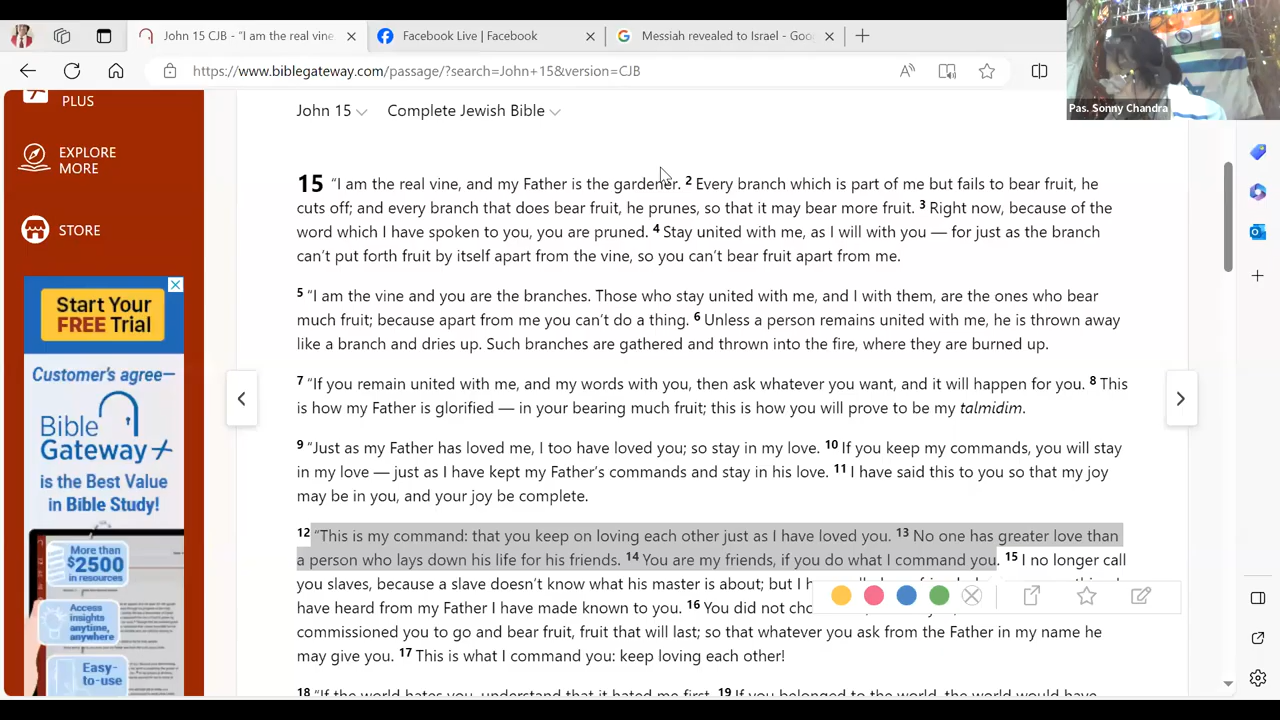 John 15 CJB - "I am the real vine,
Facebook Live | Facebook
Messiah revealed to Israel - Goo
https://www.biblegateway.com/passage/?search=John+15&version=CJB
Pas. Sonny Chandra
PLUS
EXPLORE
MORE
STORE
Start Your
FREE Trial
Customer's agree—
Bible
Gateway+
is the Best Value
in Bible Study!
More than
$2500
in resources
Access
insights
anytime,
anywhere
Easy-
to-use
John 15
Complete Jewish Bible
15 “I am the real vine, and my Father is the gardener. 2 Every branch which is part of me but fails to bear fruit, he
cuts off; and every branch that does bear fruit, he prunes, so that it may bear more fruit. 3 Right now, because of the
word which I have spoken to you, you are pruned. 4 Stay united with me, as I will with you — for just as the branch
can’t put forth fruit by itself apart from the vine, so you can’t bear fruit apart from me.
5 “I am the vine and you are the branches. Those who stay united with me, and I with them, are the ones who bear
much fruit; because apart from me you can’t do a thing. 6 Unless a person remains united with me, he is thrown away
like a branch and dries up. Such branches are gathered and thrown into the fire, where they are burned up.
7 “If you remain united with me, and my words with you, then ask whatever you want, and it will happen for you. 8 This
is how my Father is glorified — in your bearing much fruit; this is how you will prove to be my talmidim.
9 “Just as my Father has loved me, I too have loved you; so stay in my love. 10 If you keep my commands, you will stay
in my love — just as I have kept my Father’s commands and stay in his love. 11 I have said this to you so that my joy
may be in you, and your joy be complete.
12 “This is my command: that you keep on loving each other just as I have loved you. 13 No one has greater love than
a person who lays down his life for his friends. 14 You are my friends, if you do what I command you. 15 I no longer call
you slaves, because a slave doesn’t know what his master is about; but I
have heard from my Father I have made known to you. 16 You did not
commissioned you to go and bear fruit, fruit that will last; so that ask from the Father in my name he
may give you. 17 This is what I command you: keep loving each other!
18 19